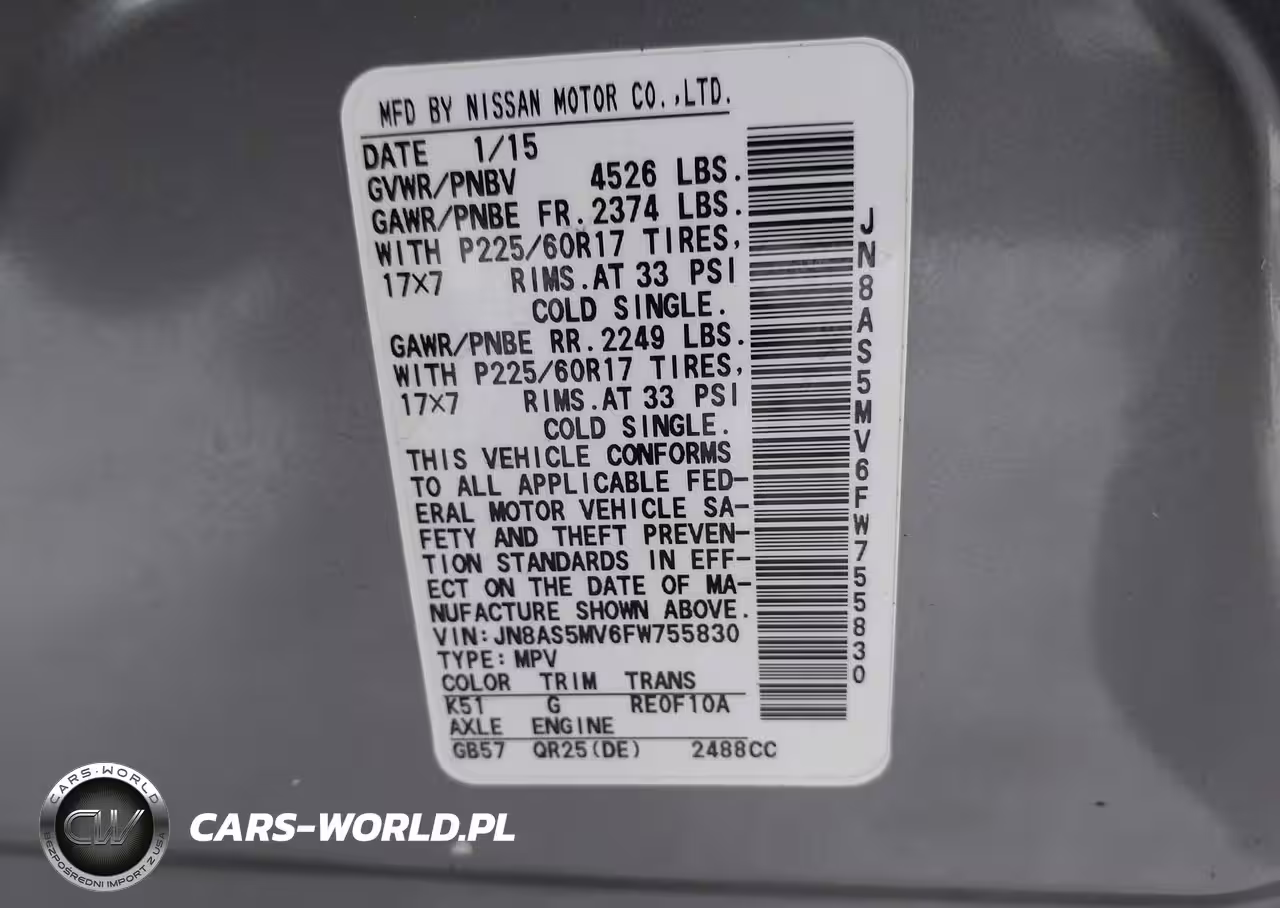 MFD BY NISSAN MOTOR CO.,LTD.
DATE 1/15
GVWR/PNBV 4526 LBS.
GAWR/PNBE FR.2374 LBS.
WITH P225/60R17 TIRES,
17×7 RIMS.AT 33 PSI
COLD SINGLE.
GAWR/PNBE RR.2249 LBS.
WITH P225/60R17 TIRES,
17×7 RIMS.AT 33 PSI
COLD SINGLE.
THIS VEHICLE CONFORMS
TO ALL APPLICABLE FED-
ERAL MOTOR VEHICLE SA-
FETY AND THEFT PREVEN-
TION STANDARDS IN EFF-
ECT ON THE DATE OF MA-
NUFACTURE SHOWN ABOVE.
VIN:JN8AS5MV6FW755830
TYPE:MPV
COLOR TRIM TRANS
K51 G RE0F10A
AXLE ENGINE
GB57 QR25(DE) 2488CC
JN8AS5MV6FW755830
CARS-WORLD
CW
BEZPOŚREDNI IMPORT Z USA
CARS-WORLD.PL